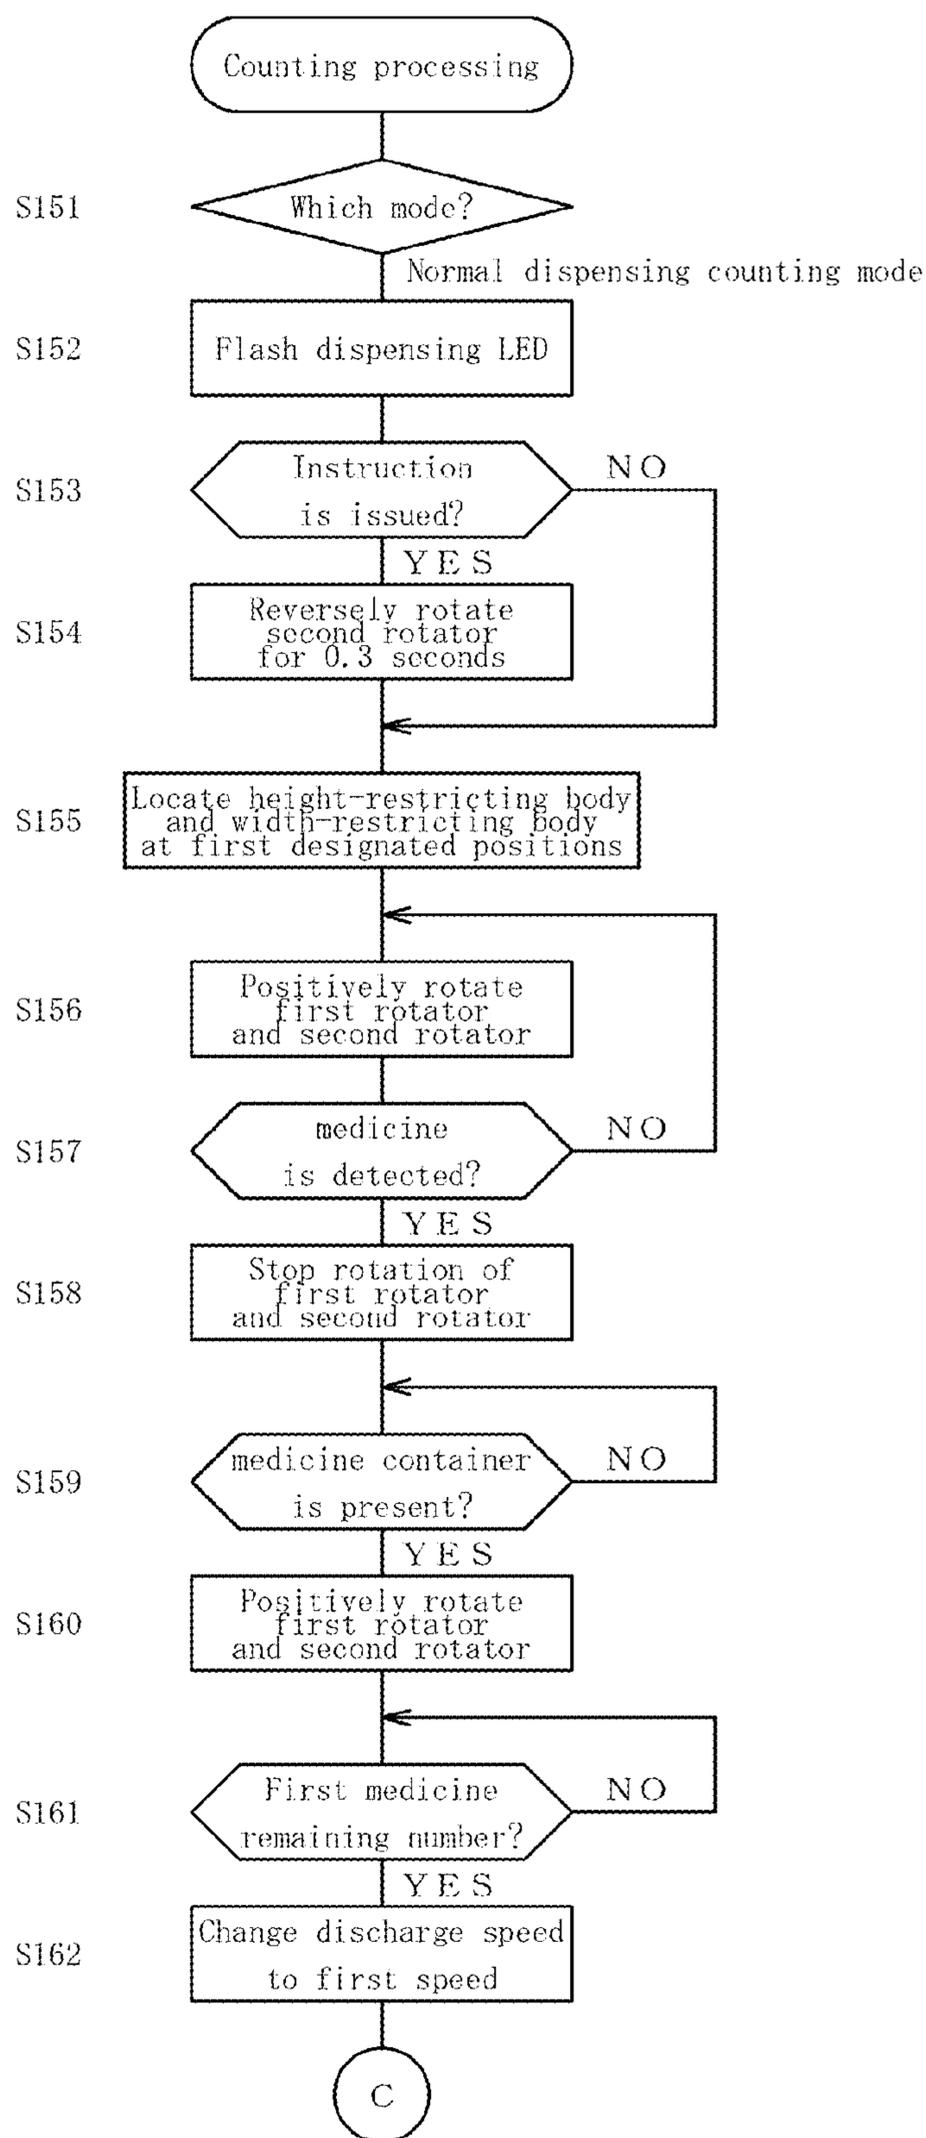 Counting processing
S151
Which mode?
Normal dispensing counting mode
S152
Flash dispensing LED
S153
Instruction
is issued?
NO
YES
S154
Reversely rotate
second rotator
for 0.3 seconds
S155
Locate height-restricting body
and width-restricting body
at first designated positions
S156
Positively rotate
first rotator
and second rotator
S157
medicine
is detected?
NO
YES
S158
Stop rotation of
first rotator
and second rotator
S159
medicine container
is present?
NO
YES
S160
Positively rotate
first rotator
and second rotator
S161
First medicine
remaining number?
NO
YES
S162
Change discharge speed
to first speed
C